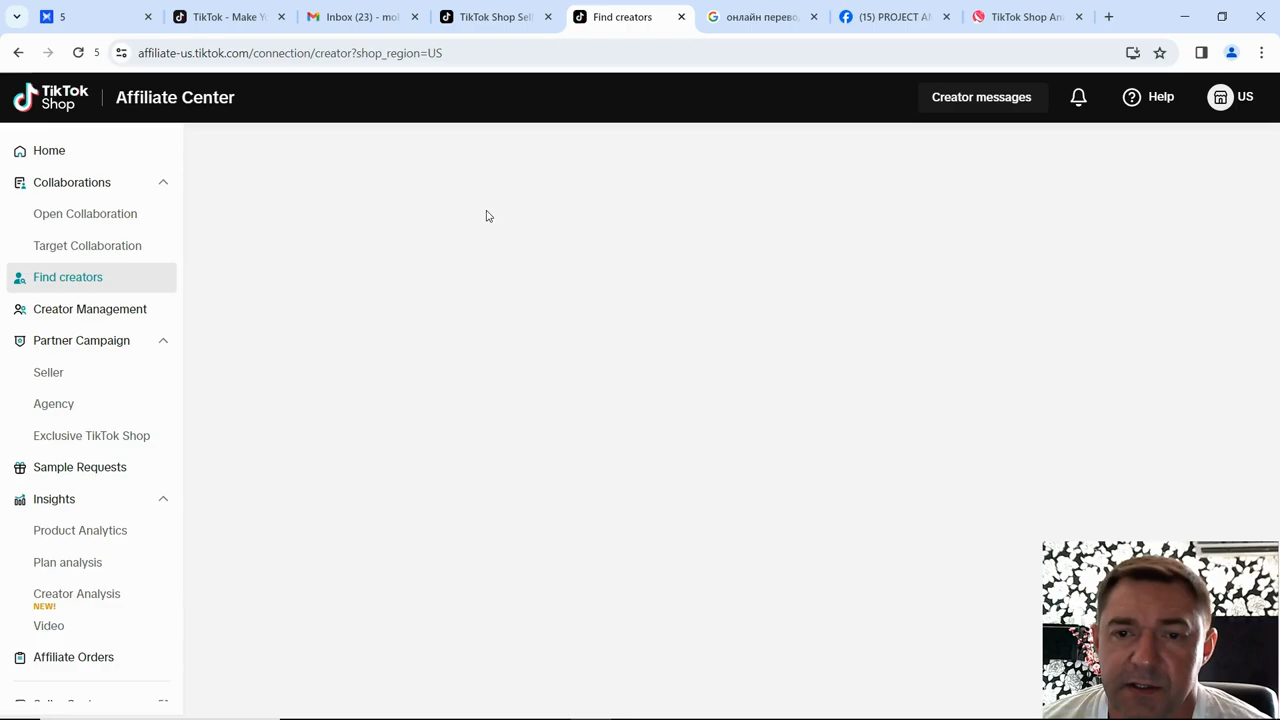 5
TikTok - Make Y
Inbox (23) - mo
TikTok Shop Sel
Find creators
онлайн перево
(15) PROJECT A
TikTok Shop An
5
affiliate-us.tiktok.com/connection/creator?shop_region=US
TikTok
Shop
Affiliate Center
Creator messages
Help
US
Home
Collaborations
Open Collaboration
Target Collaboration
Find creators
Creator Management
Partner Campaign
Seller
Agency
Exclusive TikTok Shop
Sample Requests
Insights
Product Analytics
Plan analysis
Creator Analysis
NEW!
Video
Affiliate Orders